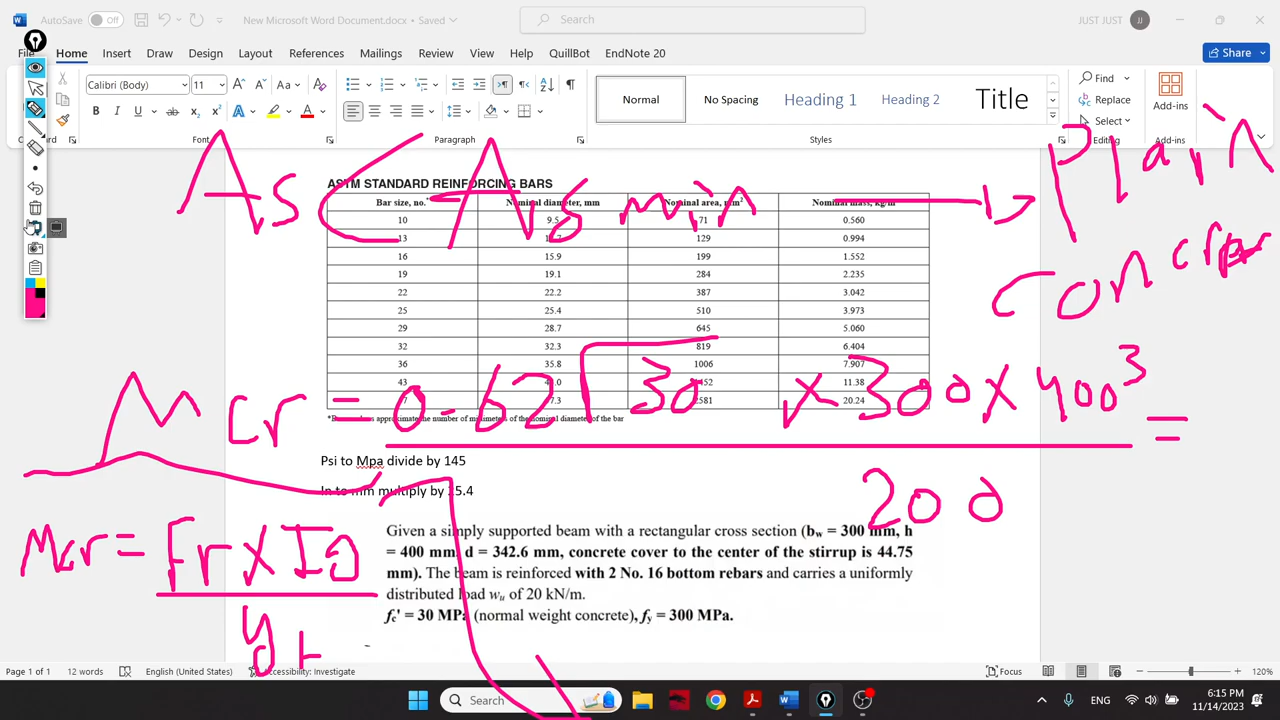 AutoSave Off New Microsoft Word Document.docx • Saved Search JUST JUST JJ
File Home Insert Draw Design Layout References Mailings Review View Help QuillBot EndNote 20 Share
Calibri (Body) 11 Aa Normal No Spacing Heading 1 Heading 2 Title Find Replace Select Add-ins
B I U ab x₂ x² A A
Font Paragraph Styles Editing Add-ins
As As min Plain
ASTM STANDARD REINFORCING BARS
Bar size, no.* Nominal diameter, mm Nominal area, mm² Nominal mass, kg/m
10 9.5 71 0.560
13 129 0.994
16 15.9 199 1.552
19 19.1 284 2.235
22 22.2 387 3.042
25 25.4 510 3.973
29 28.7 645 5.060
32 32.3 819 6.404
36 35.8 1006 7.907
43 11.38
2581 20.24
Mcr = 0.62√30 x 300 x 400³ =
200
Psi to Mpa divide by 145
In to mm multiply by 25.4
Mcr = Fr x Ig
yt
Given a simply supported beam with a rectangular cross section (bw = 300 mm, h
= 400 mm, d = 342.6 mm, concrete cover to the center of the stirrup is 44.75
mm). The beam is reinforced with 2 No. 16 bottom rebars and carries a uniformly
distributed load wu of 20 kN/m.
fc' = 30 MPa (normal weight concrete), fy = 300 MPa.
Page 1 of 1 12 words English (United States) Accessibility: Investigate Focus 120%
Search ENG 6:15 PM
11/14/2023